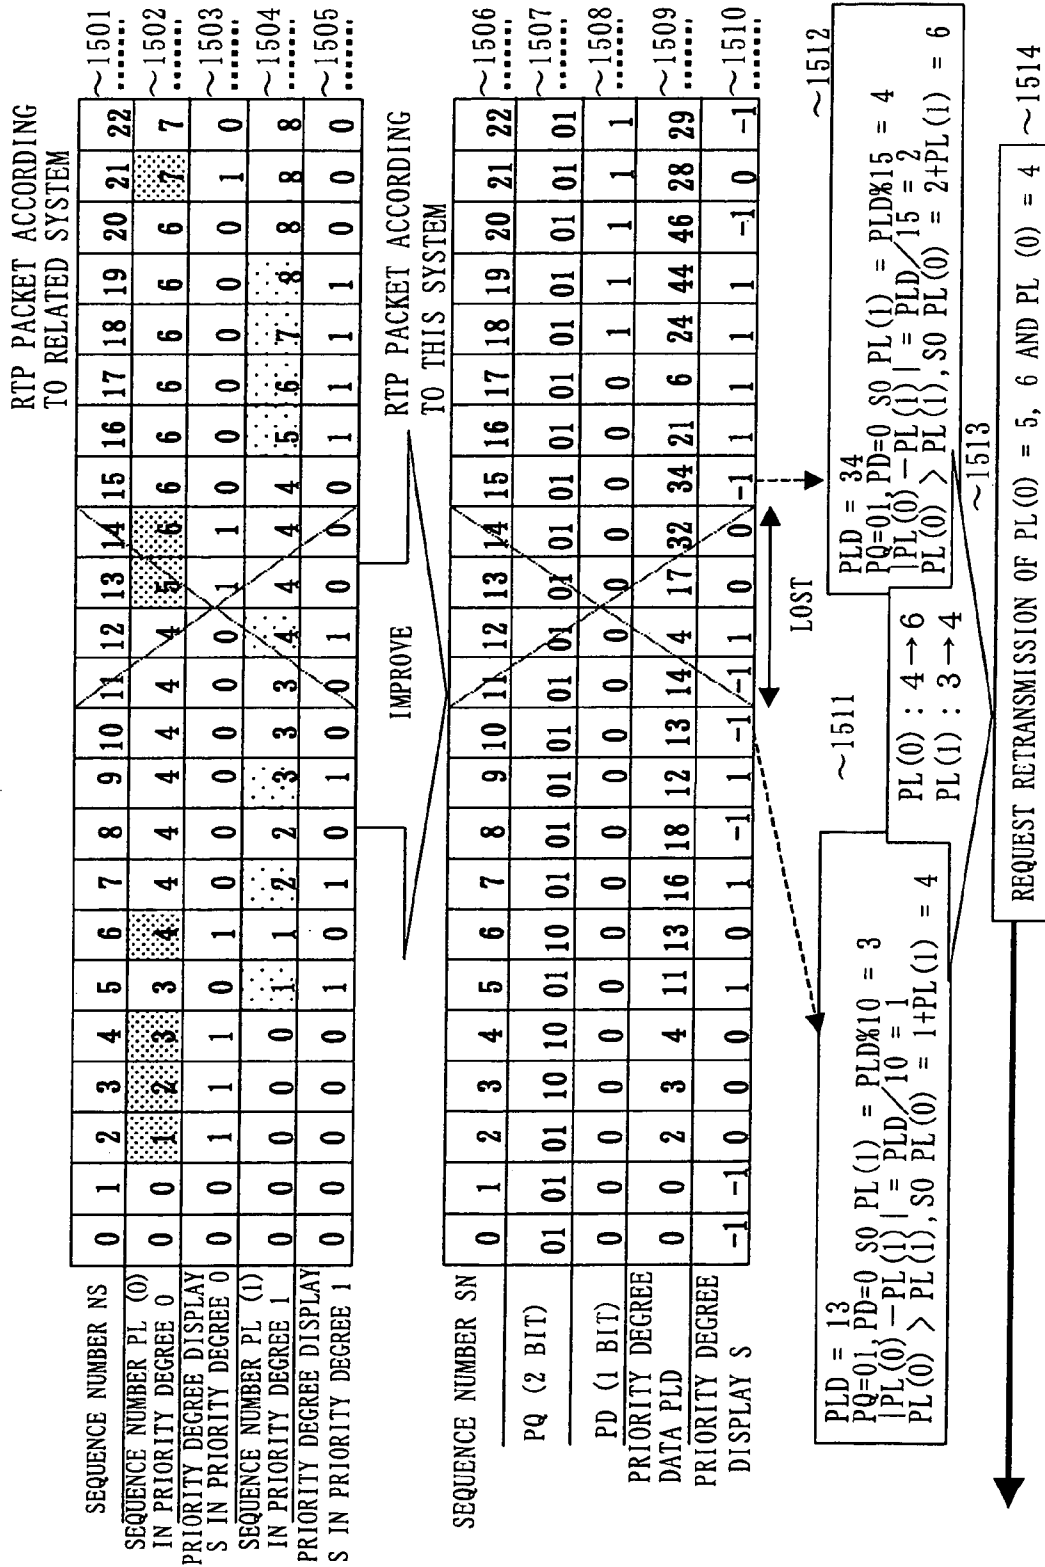 RTP PACKET ACCORDING
TO RELATED SYSTEM
SEQUENCE NUMBER NS 0 1 2 3 4 5 6 7 8 9 10 11 12 13 14 15 16 17 18 19 20 21 22 ~1501
SEQUENCE NUMBER PL (0)
IN PRIORITY DEGREE 0 0 0 1 2 3 3 4 4 4 4 4 4 4 5 6 6 6 6 6 6 6 7 7 ~1502
PRIORITY DEGREE DISPLAY
S IN PRIORITY DEGREE 0 0 0 1 1 1 0 1 0 0 0 0 0 0 1 1 0 0 0 0 0 0 1 0 ~1503
SEQUENCE NUMBER PL (1)
IN PRIORITY DEGREE 1 0 0 0 0 0 1 1 2 2 3 3 3 4 4 4 4 5 6 7 8 8 8 8 ~1504
PRIORITY DEGREE DISPLAY
S IN PRIORITY DEGREE 1 0 0 0 0 0 1 0 1 0 1 0 0 1 0 0 0 1 1 1 1 0 0 0 ~1505
IMPROVE
RTP PACKET ACCORDING
TO THIS SYSTEM
SEQUENCE NUMBER SN 0 1 2 3 4 5 6 7 8 9 10 11 12 13 14 15 16 17 18 19 20 21 22 ~1506
PQ (2 BIT) 01 01 01 10 10 01 10 01 01 01 01 01 01 01 01 01 01 01 01 01 01 01 01 ~1507
PD (1 BIT) 0 0 0 0 0 0 0 0 0 0 0 0 0 0 0 0 0 0 1 1 1 1 1 ~1508
PRIORITY DEGREE
DATA PLD 0 0 2 3 4 11 13 16 18 12 13 14 4 17 32 34 21 6 24 44 46 28 29 ~1509
PRIORITY DEGREE
DISPLAY S -1 -1 0 0 0 1 0 1 -1 1 -1 -1 1 0 0 -1 1 1 1 1 -1 0 -1 ~1510
LOST
~1511
PLD = 13
PQ=01, PD=0 SO PL(1) = PLD%10 = 3
|PL(0)-PL(1)| = PLD/10 = 1
PL(0) > PL(1), SO PL(0) = 1+PL(1) = 4
~1512
PLD = 34
PQ=01, PD=0 SO PL(1) = PLD%15 = 4
|PL(0)-PL(1)| = PLD/15 = 2
PL(0) > PL(1), SO PL(0) = 2+PL(1) = 6
PL(0) : 4→6
PL(1) : 3→4
~1513
REQUEST RETRANSMISSION OF PL(0) = 5, 6 AND PL (0) = 4 ~1514